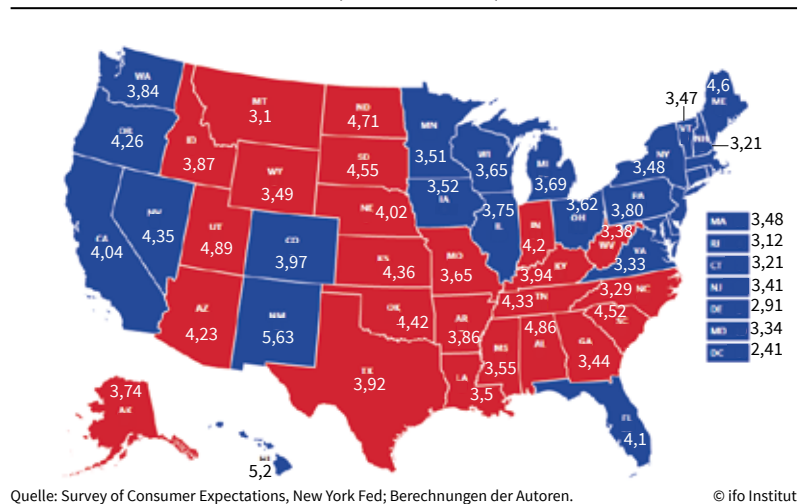 WA
3,84
MT
3,1
ND
4,71
MN
3,51
4,6
ME
3,47
VT
NH
3,21
OR
4,26
ID
3,87
SD
4,55
WI
3,65
MI
3,69
NY
3,48
WY
3,49
3,52
IA
PA
3,80
NE 4,02
3,75
IL
IN
4,2
3,62
OH
NV
4,35
UT
4,89
CO
3,97
3,38
WV
VA
3,33
CA
4,04
KS
4,36
MO
3,65
3,94 KY
MA 3,48
RI 3,12
CT 3,21
NJ 3,41
DE 2,91
MD 3,34
DC 2,41
3,29 NC
4,33 TN
AZ
4,23
NM
5,63
OK
4,42
AR
3,86
4,52
SC
4,86
AL
GA
3,44
MS
3,55
TX
3,92
LA
3,5
3,74
AK
FL
4,1
HI
5,2
Quelle: Survey of Consumer Expectations, New York Fed; Berechnungen der Autoren.
© ifo Institut